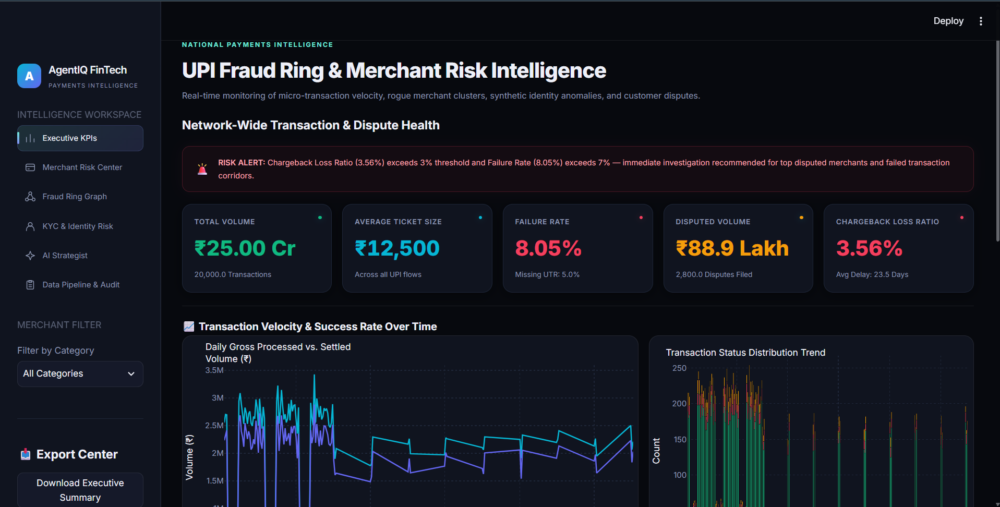 Deploy
A
AgentIQ FinTech
PAYMENTS INTELLIGENCE
INTELLIGENCE WORKSPACE
Executive KPIs
Merchant Risk Center
Fraud Ring Graph
KYC & Identity Risk
AI Strategist
Data Pipeline & Audit
MERCHANT FILTER
Filter by Category
All Categories
Export Center
Download Executive
Summary
NATIONAL PAYMENTS INTELLIGENCE
UPI Fraud Ring & Merchant Risk Intelligence
Real-time monitoring of micro-transaction velocity, rogue merchant clusters, synthetic identity anomalies, and customer disputes.
Network-Wide Transaction & Dispute Health
RISK ALERT: Chargeback Loss Ratio (3.56%) exceeds 3% threshold and Failure Rate (8.05%) exceeds 7% — immediate investigation recommended for top disputed merchants and failed transaction
corridors.
TOTAL VOLUME
₹25.00 Cr
20,000.0 Transactions
AVERAGE TICKET SIZE
₹12,500
Across all UPI flows
FAILURE RATE
8.05%
Missing UTR: 5.0%
DISPUTED VOLUME
₹88.9 Lakh
2,800.0 Disputes Filed
CHARGEBACK LOSS RATIO
3.56%
Avg Delay: 23.5 Days
Transaction Velocity & Success Rate Over Time
Daily Gross Processed vs. Settled
Volume (₹)
3.5M
3M
2.5M
2M
1.5M
1M
Volume (₹)
Transaction Status Distribution Trend
250
200
150
100
Count